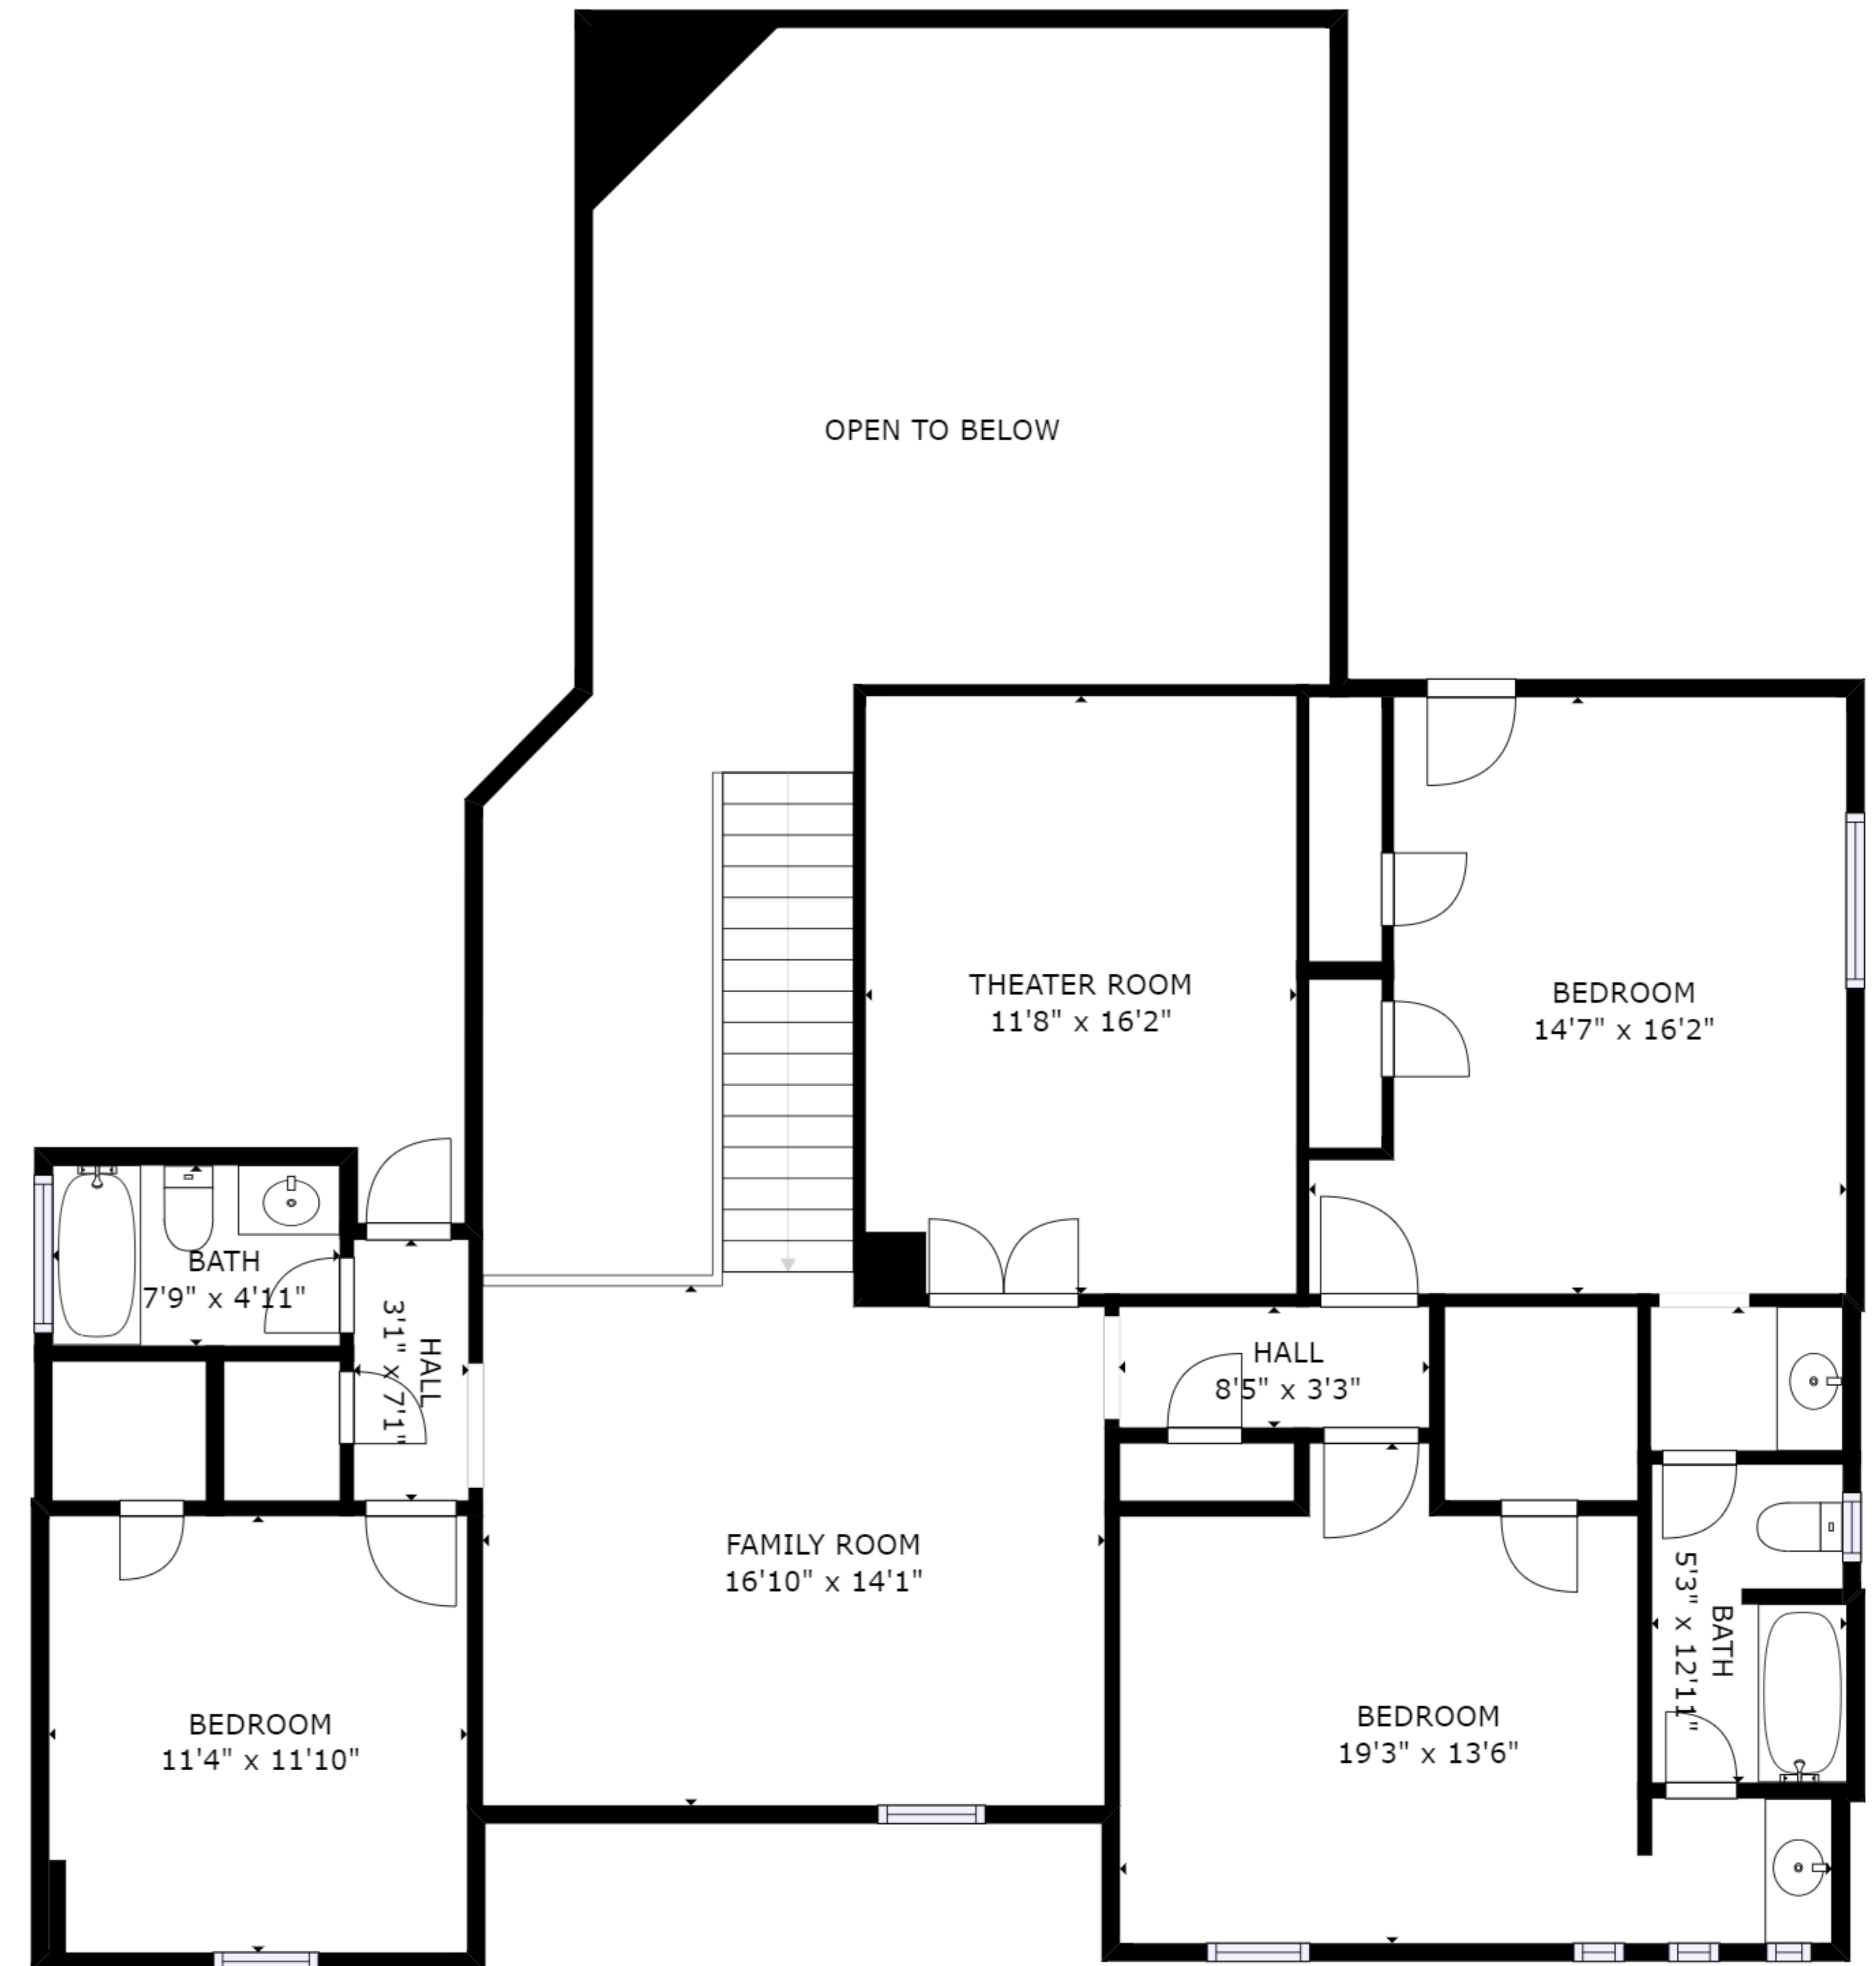 OPEN TO BELOW
THEATER ROOM
11'8" x 16'2"
BEDROOM
14'7" x 16'2"
BATH
7'9" x 4'11"
HALL
3'1" x 7'1"
HALL
8'5" x 3'3"
FAMILY ROOM
16'10" x 14'1"
BEDROOM
11'4" x 11'10"
BEDROOM
19'3" x 13'6"
BATH
5'3" x 12'11"